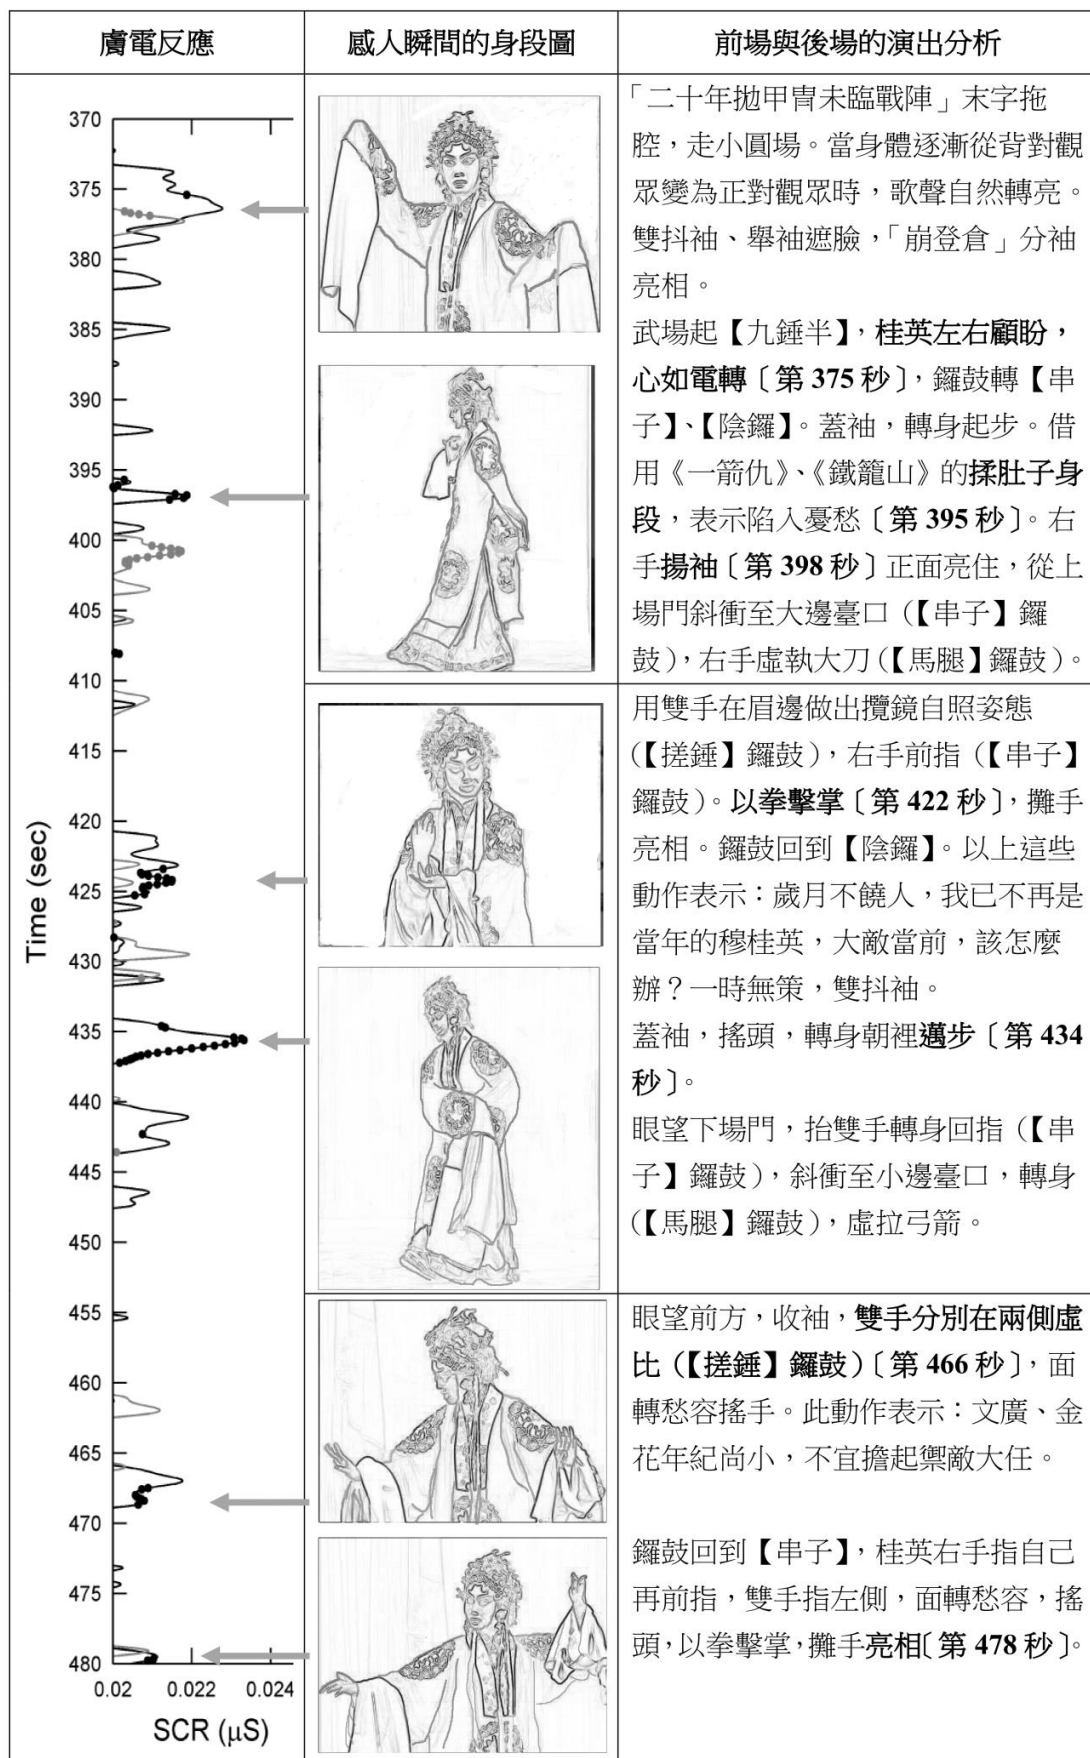 膚電反應
感人瞬間的身段圖
前場與後場的演出分析
370
375
380
385
390
395
400
405
410
415
420
425
430
435
440
445
450
455
460
465
470
475
480
Time (sec)
0.02
0.022
0.024
SCR (μS)
「二十年拋甲冑未臨戰陣」末字拖
腔，走小圓場。當身體逐漸從背對觀
眾變為正對觀眾時，歌聲自然轉亮。
雙抖袖、舉袖遮臉，「崩登倉」分袖
亮相。
武場起【九錘半】，桂英左右顧盼，
心如電轉〔第 375 秒〕，鑼鼓轉【串
子】、【陰鑼】。蓋袖，轉身起步。借
用《一箭仇》、《鐵籠山》的揉肚子身
段，表示陷入憂愁〔第 395 秒〕。右
手揚袖〔第 398 秒〕正面亮住，從上
場門斜衝至大邊臺口（【串子】鑼
鼓），右手虛執大刀（【馬腿】鑼鼓）。
用雙手在眉邊做出攬鏡自照姿態
（【搓錘】鑼鼓），右手前指（【串子】
鑼鼓）。以拳擊掌〔第 422 秒〕，攤手
亮相。鑼鼓回到【陰鑼】。以上這些
動作表示：歲月不饒人，我已不再是
當年的穆桂英，大敵當前，該怎麼
辦？一時無策，雙抖袖。
蓋袖，搖頭，轉身朝裡邁步〔第 434
秒〕。
眼望下場門，抬雙手轉身回指（【串
子】鑼鼓），斜衝至小邊臺口，轉身
（【馬腿】鑼鼓），虛拉弓箭。
眼望前方，收袖，雙手分別在兩側虛
比（【搓錘】鑼鼓）〔第 466 秒〕，面
轉愁容搖手。此動作表示：文廣、金
花年紀尚小，不宜擔起禦敵大任。
鑼鼓回到【串子】，桂英右手指自己
再前指，雙手指左側，面轉愁容，搖
頭，以拳擊掌，攤手亮相〔第 478 秒〕。